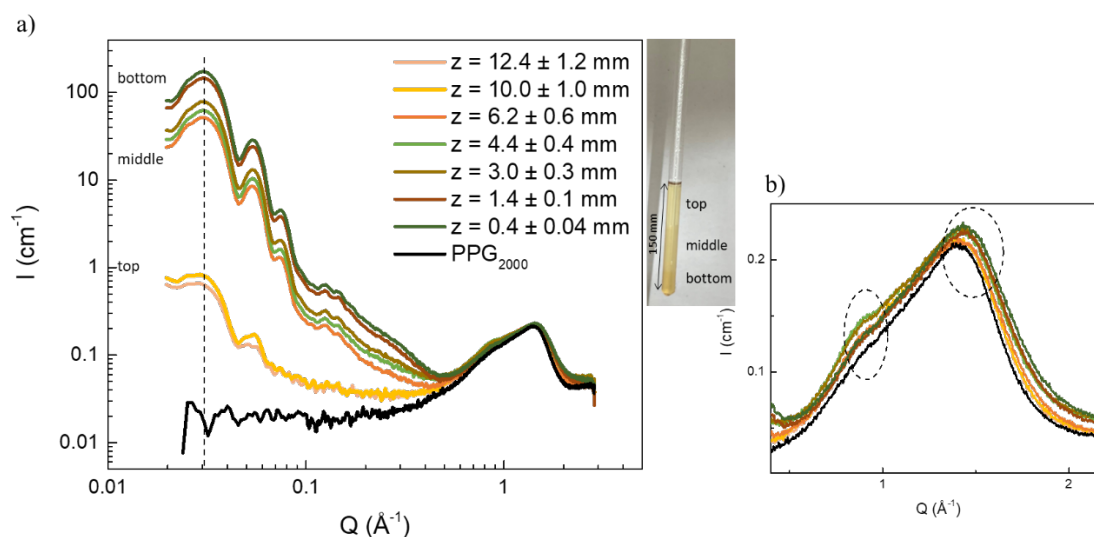 a)
I (cm⁻¹)
100
10
1
0.1
0.01
bottom
middle
top
z = 12.4 ± 1.2 mm
z = 10.0 ± 1.0 mm
z = 6.2 ± 0.6 mm
z = 4.4 ± 0.4 mm
z = 3.0 ± 0.3 mm
z = 1.4 ± 0.1 mm
z = 0.4 ± 0.04 mm
PPG₂₀₀₀
0.01
0.1
1
Q (Å⁻¹)
150 mm
top
middle
bottom
b)
I (cm⁻¹)
0.2
0.1
1
2
Q (Å⁻¹)